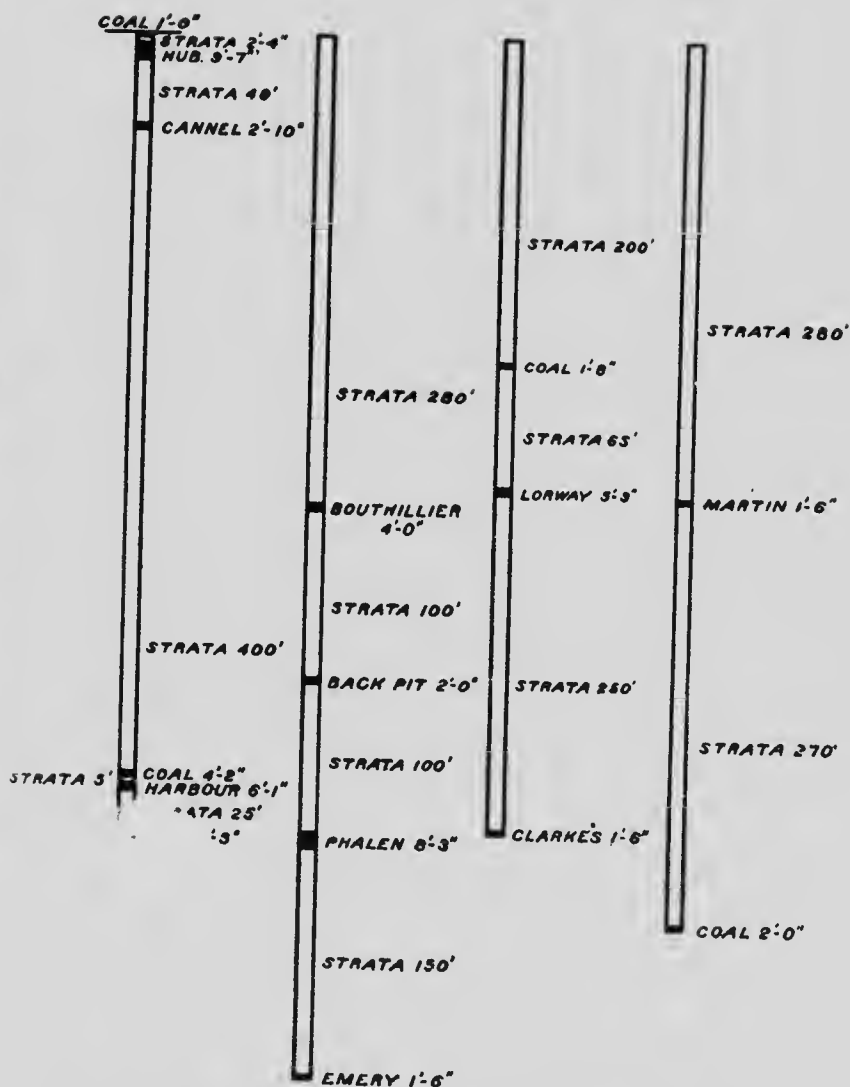 COAL 1'-0"
STRATA 2'-4"
HUB. 9'-7"
STRATA 40'
CANNEL 2'-10"
STRATA 400'
STRATA 5'
COAL 4'-2"
HARBOUR 6'-1"
25'
STRATA 280'
BOUTHILLIER
4'-0"
STRATA 100'
BACK PIT 2'-0"
STRATA 100'
PHALEN 8'-3"
STRATA 150'
EMERY 1'-6"
STRATA 200'
COAL 1'-8"
STRATA 65'
LORWAY
STRATA 250'
CLARKE'S 1'-6"
STRATA 280'
MARTIN 1'-6"
STRATA 270'
COAL 2'-0"